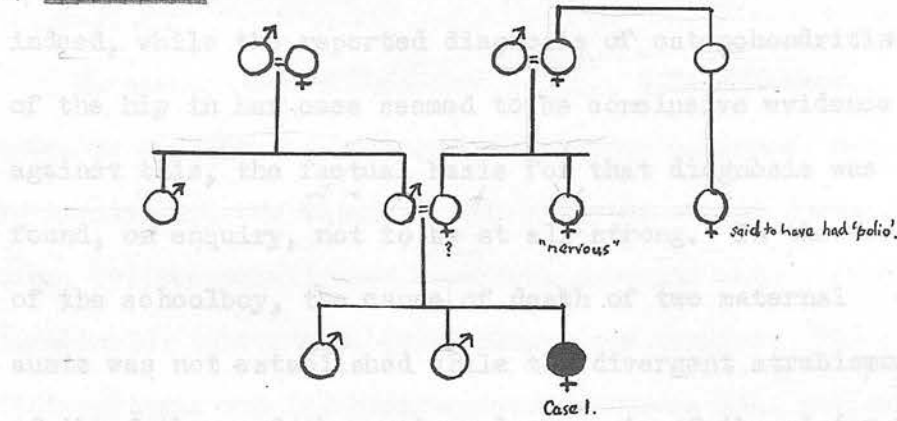 indeed, while the reported diagnosis of osteochondritis
of the hip in her case seemed to be conclusive evidence
against this, the factual basis for that diagnosis was
said to have had 'polio'.
?
"nervous"
found, on enquiry, not to be at all strong.
of the schoolboy, the cause of death of two maternal
aunts was not established while the divergent strabismus
Case 1.